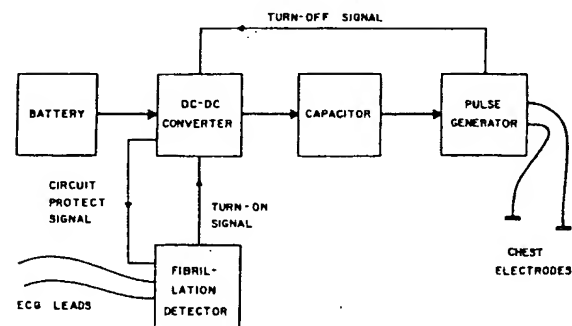 TURN-OFF SIGNAL
BATTERY
DC-DC
CONVERTER
CAPACITOR
PULSE
GENERATOR
CIRCUIT
PROTECT
SIGNAL
TURN-ON
SIGNAL
CHEST
ELECTRODES
FIBRIL-
LATION
DETECTOR
ECG LEADS